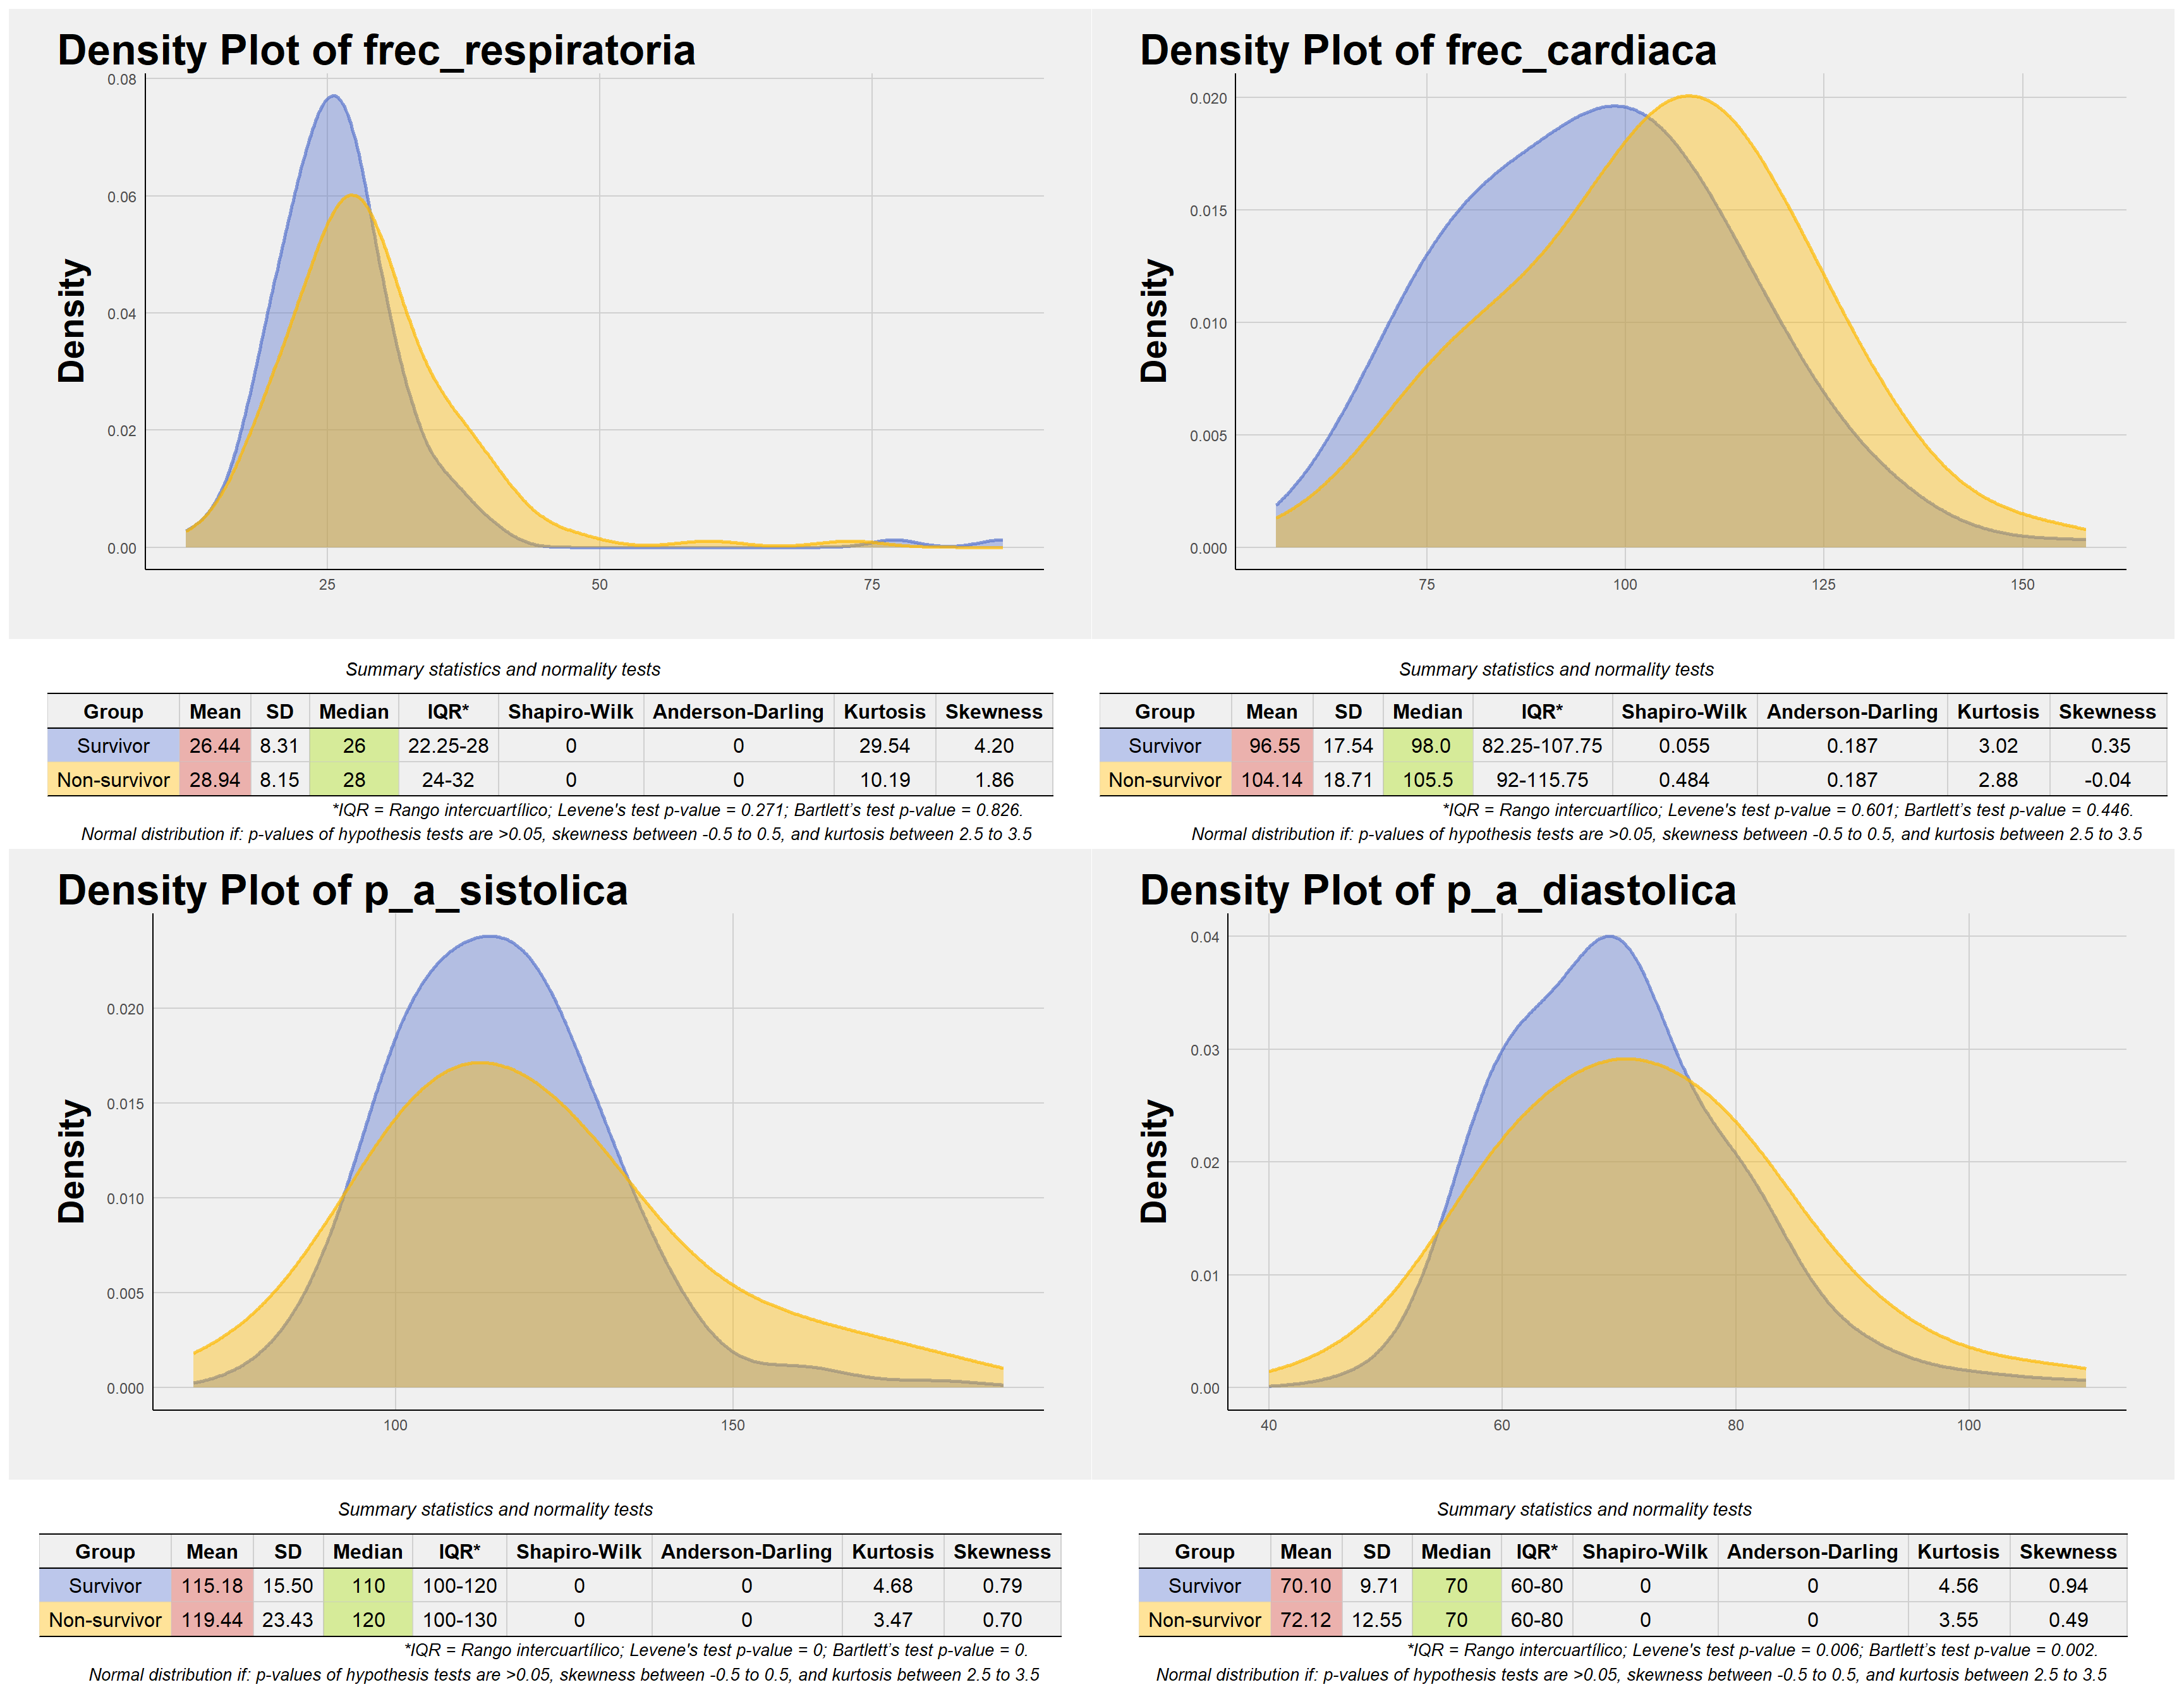 Density Plot of frec_respiratoria
Density
0.08
0.06
0.04
0.02
0.00
25 50 75
Summary statistics and normality tests
Group Mean SD Median IQR* Shapiro-Wilk Anderson-Darling Kurtosis Skewness
Survivor 26.44 8.31 26 22.25-28 0 0 29.54 4.20
Non-survivor 28.94 8.15 28 24-32 0 0 10.19 1.86
*IQR = Rango intercuartílico; Levene's test p-value = 0.271; Bartlett’s test p-value = 0.826.
Normal distribution if: p-values of hypothesis tests are >0.05, skewness between -0.5 to 0.5, and kurtosis between 2.5 to 3.5
Density Plot of frec_cardiaca
Density
0.020
0.015
0.010
0.005
0.000
75 100 125 150
Summary statistics and normality tests
Group Mean SD Median IQR* Shapiro-Wilk Anderson-Darling Kurtosis Skewness
Survivor 96.55 17.54 98.0 82.25-107.75 0.055 0.187 3.02 0.35
Non-survivor 104.14 18.71 105.5 92-115.75 0.484 0.187 2.88 -0.04
*IQR = Rango intercuartílico; Levene's test p-value = 0.601; Bartlett’s test p-value = 0.446.
Normal distribution if: p-values of hypothesis tests are >0.05, skewness between -0.5 to 0.5, and kurtosis between 2.5 to 3.5
Density Plot of p_a_sistolica
Density
0.020
0.015
0.010
0.005
0.000
100 150
Summary statistics and normality tests
Group Mean SD Median IQR* Shapiro-Wilk Anderson-Darling Kurtosis Skewness
Survivor 115.18 15.50 110 100-120 0 0 4.68 0.79
Non-survivor 119.44 23.43 120 100-130 0 0 3.47 0.70
*IQR = Rango intercuartílico; Levene's test p-value = 0; Bartlett’s test p-value = 0.
Normal distribution if: p-values of hypothesis tests are >0.05, skewness between -0.5 to 0.5, and kurtosis between 2.5 to 3.5
Density Plot of p_a_diastolica
Density
0.04
0.03
0.02
0.01
0.00
40 60 80 100
Summary statistics and normality tests
Group Mean SD Median IQR* Shapiro-Wilk Anderson-Darling Kurtosis Skewness
Survivor 70.10 9.71 70 60-80 0 0 4.56 0.94
Non-survivor 72.12 12.55 70 60-80 0 0 3.55 0.49
*IQR = Rango intercuartílico; Levene's test p-value = 0.006; Bartlett’s test p-value = 0.002.
Normal distribution if: p-values of hypothesis tests are >0.05, skewness between -0.5 to 0.5, and kurtosis between 2.5 to 3.5